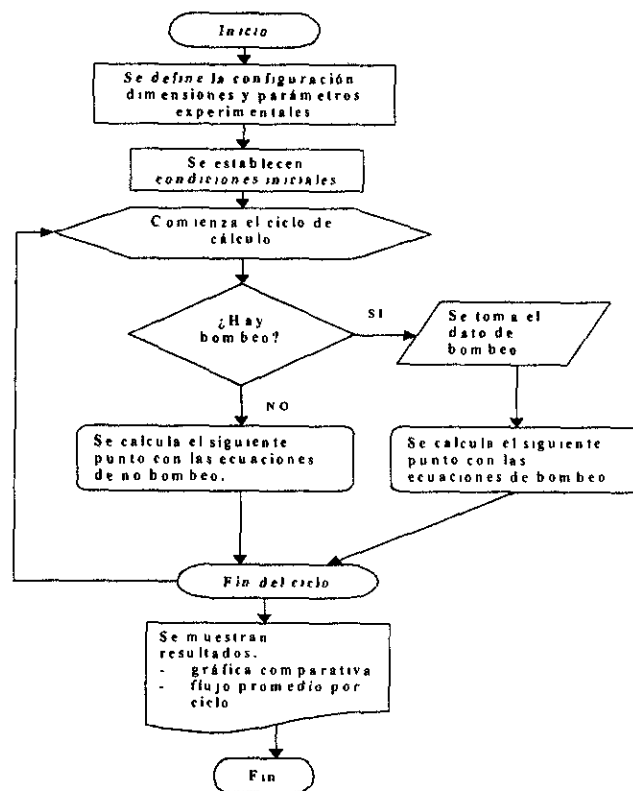 Inicio
Se define la configuración
dimensiones y parámetros
experimentales
Se establecen
condiciones iniciales
Comienza el ciclo de
cálculo
¿Hay
bombeo?
SI
Se toma el
dato de
bombeo
NO
Se calcula el siguiente
punto con las ecuaciones
de no bombeo.
Se calcula el siguiente
punto con las
ecuaciones de bombeo
Fin del ciclo
Se muestran
resultados.
- gráfica comparativa
- flujo promedio por
ciclo
Fin